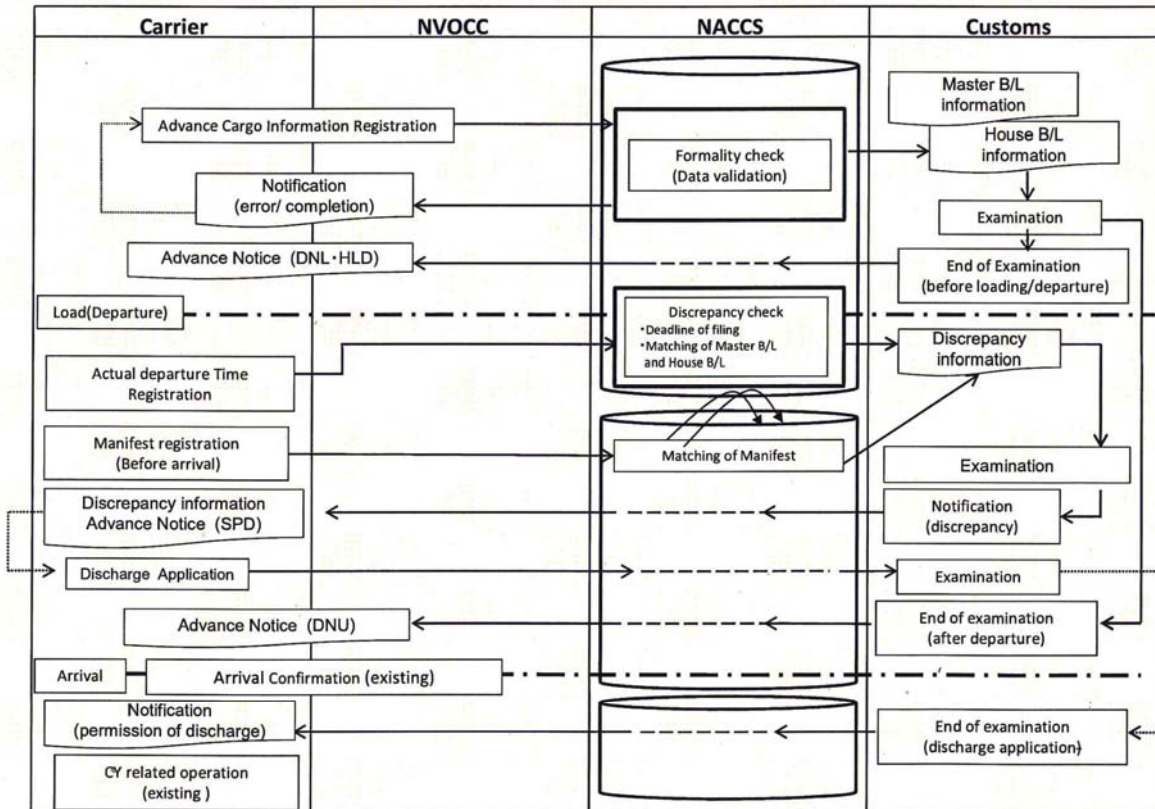 Carrier
NVOCC
NACCS
Customs
Master B/L
information
House B/L
information
Advance Cargo Information Registration
Formality check
(Data validation)
Notification
(error/ completion)
Examination
Advance Notice (DNL・HLD)
End of Examination
(before loading/departure)
Load(Departure)
Discrepancy check
・Deadline of filing
・Matching of Master B/L
and House B/L
Discrepancy
information
Actual departure Time
Registration
Manifest registration
(Before arrival)
Matching of Manifest
Examination
Discrepancy information
Advance Notice (SPD)
Notification
(discrepancy)
Discharge Application
Examination
Advance Notice (DNU)
End of examination
(after departure)
Arrival
Arrival Confirmation (existing)
Notification
(permission of discharge)
End of examination
(discharge application)
CY related operation
(existing )